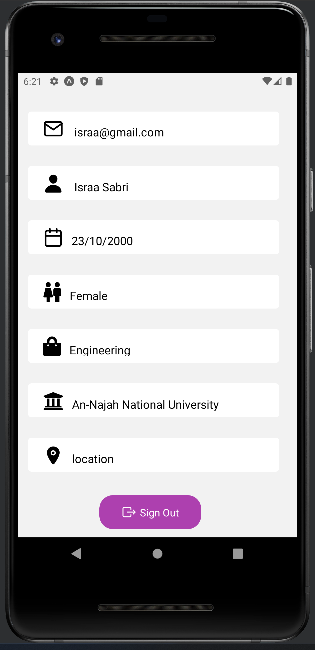 6:21
israa@gmail.com
Israa Sabri
23/10/2000
Female
Engineering
An-Najah National University
location
Sign Out